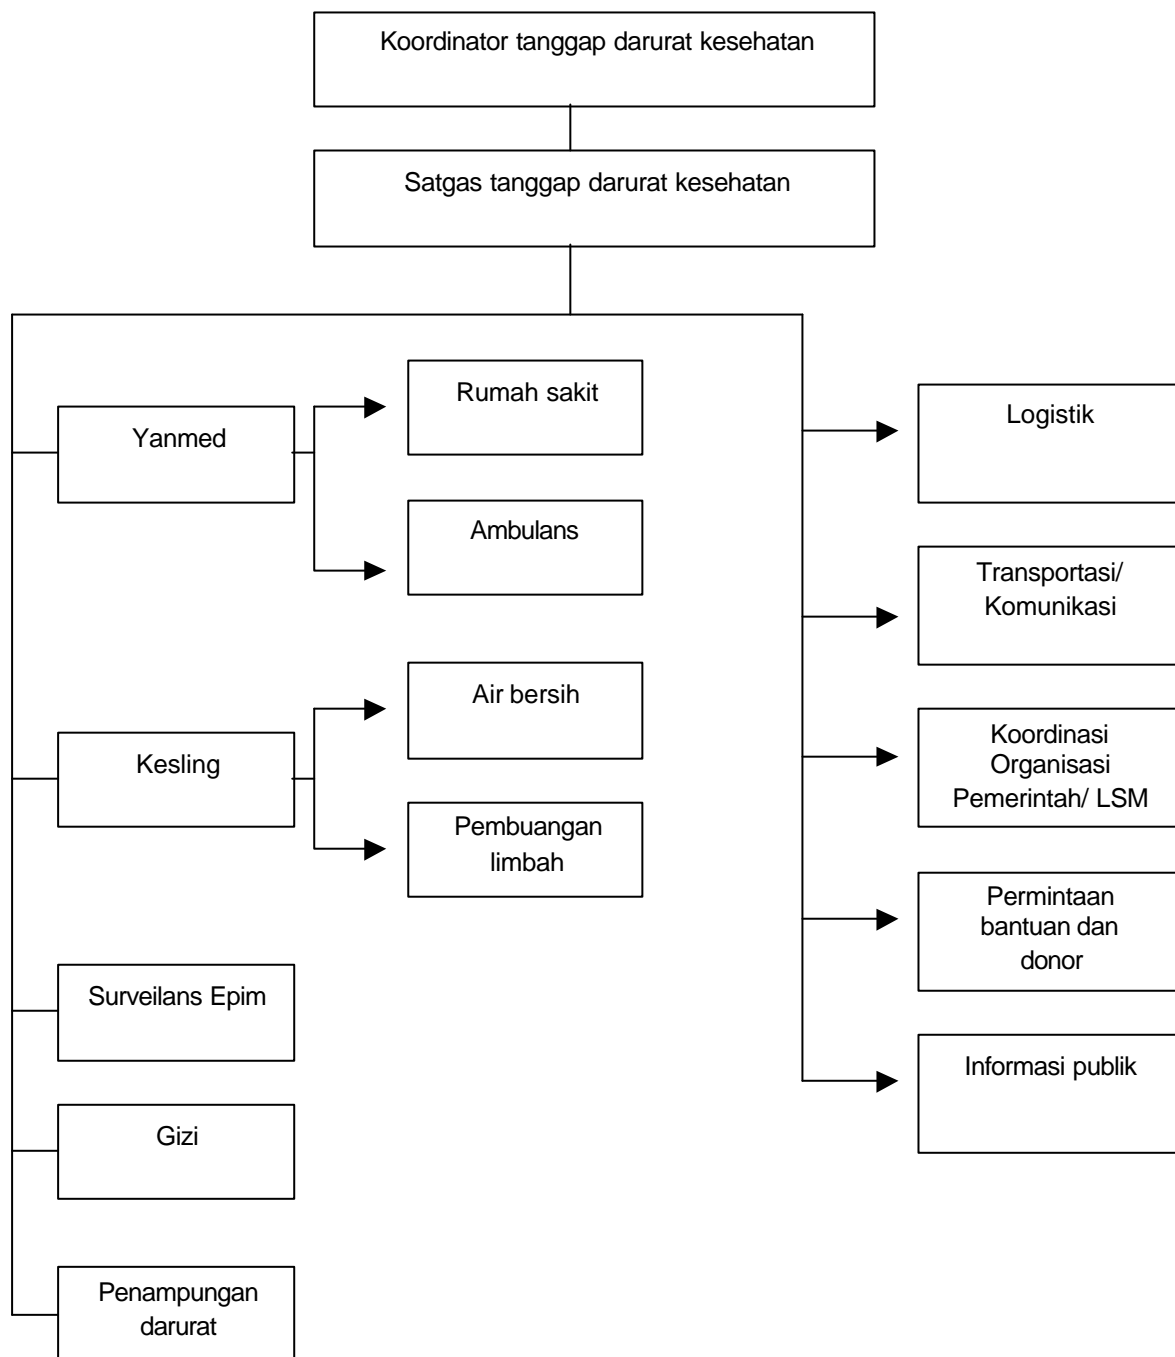 Koordinator tanggap darurat kesehatan
Satgas tanggap darurat kesehatan
Yanmed
Rumah sakit
Ambulans
Kesling
Air bersih
Pembuangan
limbah
Surveilans Epim
Gizi
Penampungan
darurat
Logistik
Transportasi/
Komunikasi
Koordinasi
Organisasi
Pemerintah/ LSM
Permintaan
bantuan dan
donor
Informasi publik